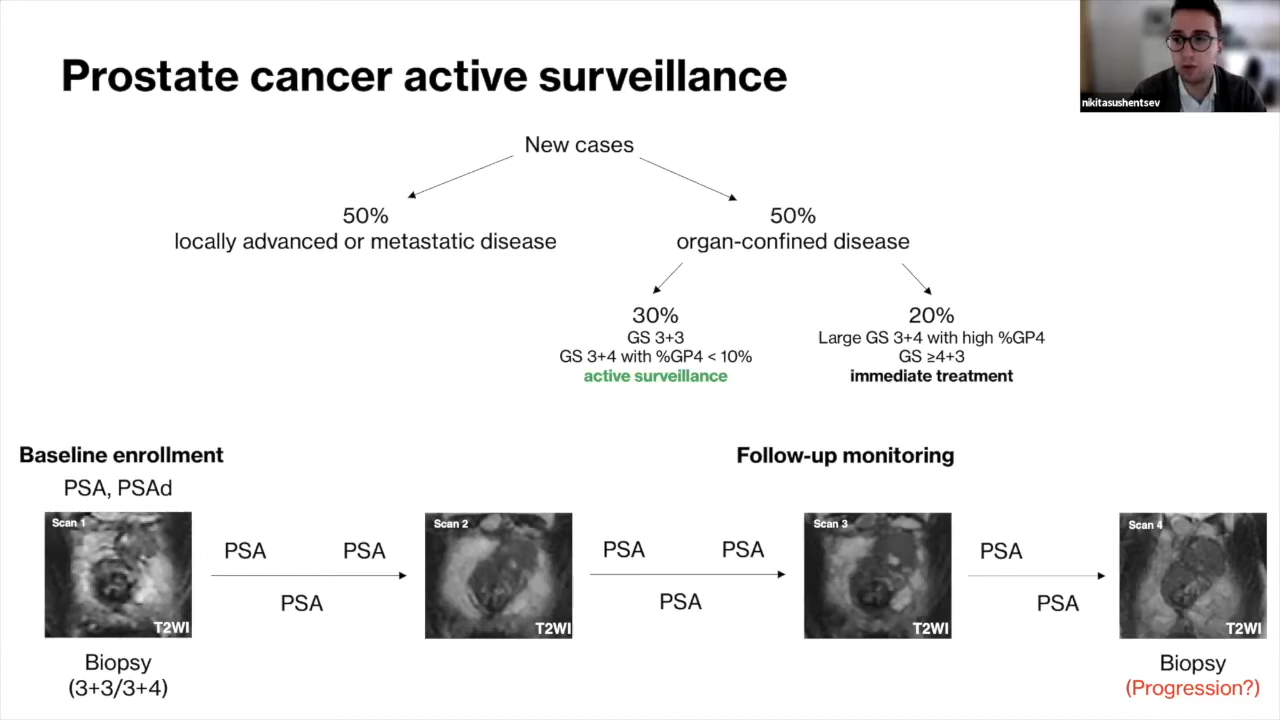 Prostate cancer active surveillance
nikitasushentsev
New cases
50%
locally advanced or metastatic disease
50%
organ-confined disease
30%
GS 3+3
GS 3+4 with %GP4 < 10%
active surveillance
20%
Large GS 3+4 with high %GP4
GS ≥4+3
immediate treatment
Baseline enrollment
PSA, PSAd
Scan 1
T2WI
Biopsy
(3+3/3+4)
PSA
PSA
PSA
Scan 2
T2WI
Follow-up monitoring
PSA
PSA
PSA
Scan 3
T2WI
PSA
PSA
Scan 4
T2WI
Biopsy
(Progression?)